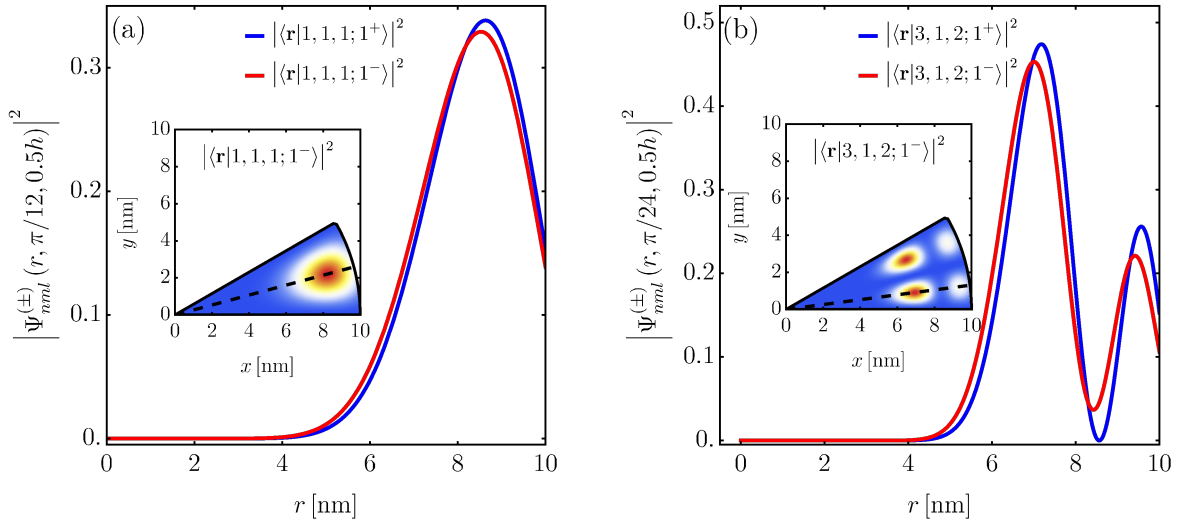 (a)
|⟨r|1, 1, 1; 1⁺⟩|²
|⟨r|1, 1, 1; 1⁻⟩|²
|Ψₙₘₗ⁽±⁾(r, π/12, 0.5h)|²
0.3
0.2
0.1
0.
0 2 4 6 8 10
r [nm]
|⟨r|1, 1, 1; 1⁻⟩|²
10
8
6
4
2
0
y [nm]
0 2 4 6 8 10
x [nm]
(b)
|⟨r|3, 1, 2; 1⁺⟩|²
|⟨r|3, 1, 2; 1⁻⟩|²
|Ψₙₘₗ⁽±⁾(r, π/24, 0.5h)|²
0.5
0.4
0.3
0.2
0.1
0.
0 2 4 6 8 10
r [nm]
|⟨r|3, 1, 2; 1⁻⟩|²
10
8
6
4
2
0
y [nm]
0 2 4 6 8 10
x [nm]